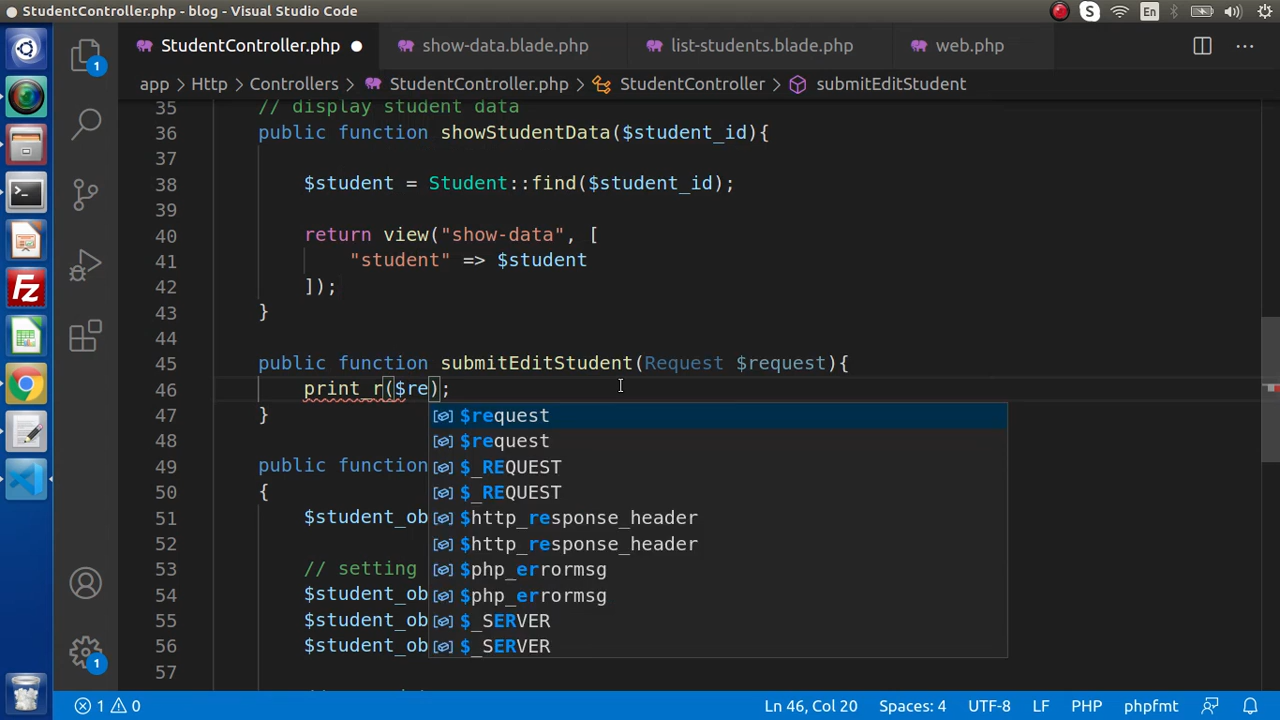 StudentController.php - blog - Visual Studio Code
En
StudentController.php
show-data.blade.php
list-students.blade.php
web.php
app > Http > Controllers > StudentController.php > StudentController > submitEditStudent
35 // display student data
36 public function showStudentData($student_id){
37
38 $student = Student::find($student_id);
39
40 return view("show-data", [
41 "student" => $student
42 ]);
43 }
44
45 public function submitEditStudent(Request $request){
46 print_r($re);
47 }
$request
48
$request
49 public function
$_REQUEST
50 {
$_REQUEST
51 $student_ob
$http_response_header
52
$http_response_header
53 // setting
$php_errormsg
54 $student_ob
$php_errormsg
55 $student_ob
$_SERVER
56 $student_ob
$_SERVER
57
1
1
1 0
Ln 46, Col 20
Spaces: 4
UTF-8
LF
PHP
phpfmt